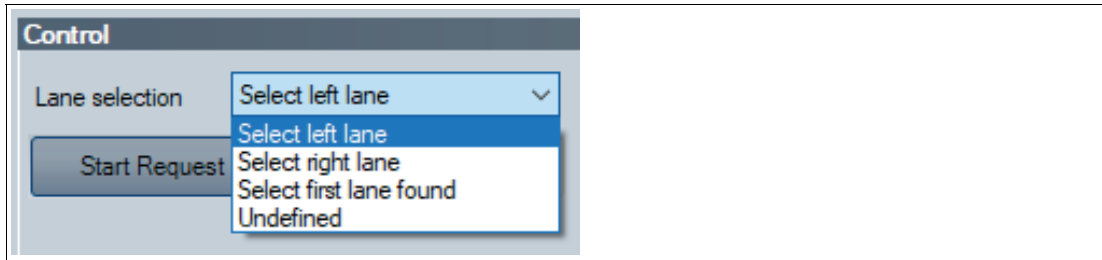 Control
Lane selection
Select left lane
Select left lane
Start Request
Select right lane
Select first lane found
Undefined